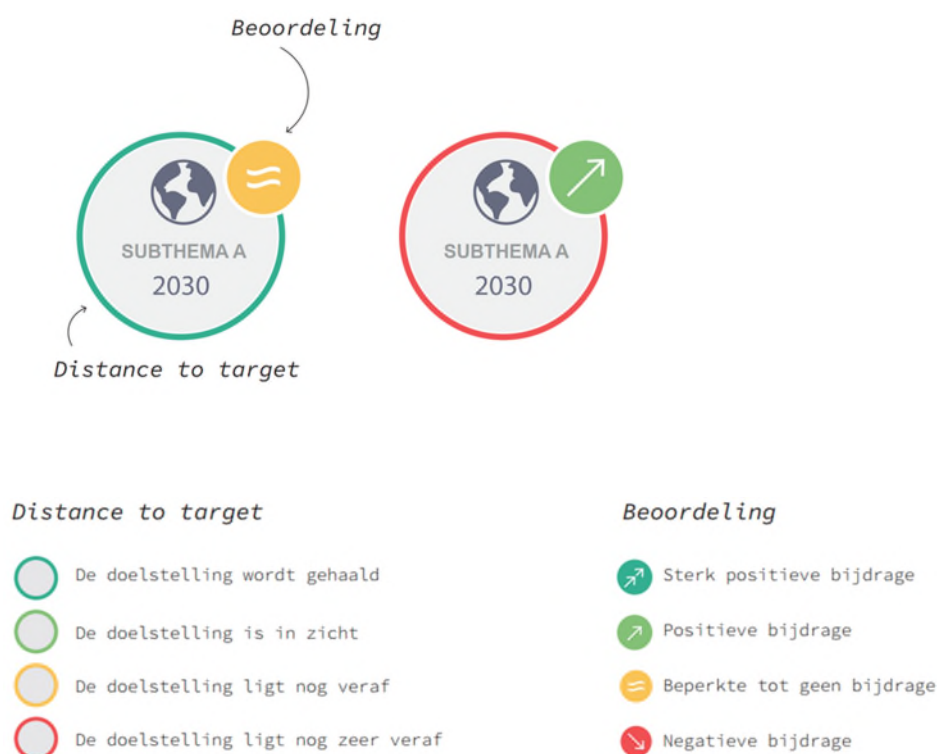 Beoordeling
SUBTHEMA A
2030
SUBTHEMA A
2030
Distance to target
Distance to target
De doelstelling wordt gehaald
De doelstelling is in zicht
De doelstelling ligt nog veraf
De doelstelling ligt nog zeer veraf
Beoordeling
Sterk positieve bijdrage
Positieve bijdrage
Beperkte tot geen bijdrage
Negatieve bijdrage